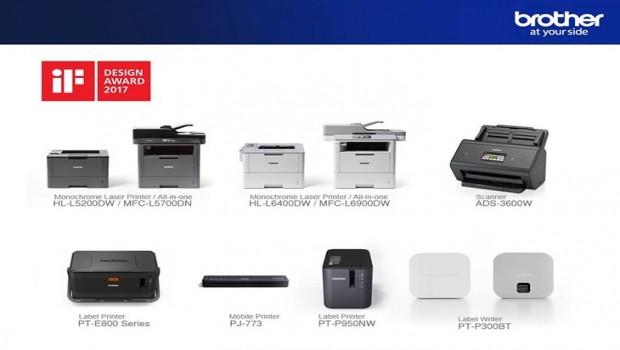 brother
at your side
iF
DESIGN
AWARD
2017
Monochrome Laser Printer / All-in-one
HL-L5200DW / MFC-L5700DN
Monochrome Laser Printer / All-in-one
HL-L6400DW / MFC-L6900DW
Scanner
ADS-3600W
brother
Label Printer
PT-E800 Series
Mobile Printer
PJ-773
Label Printer
PT-P950NW
Label Writer
PT-P300BT